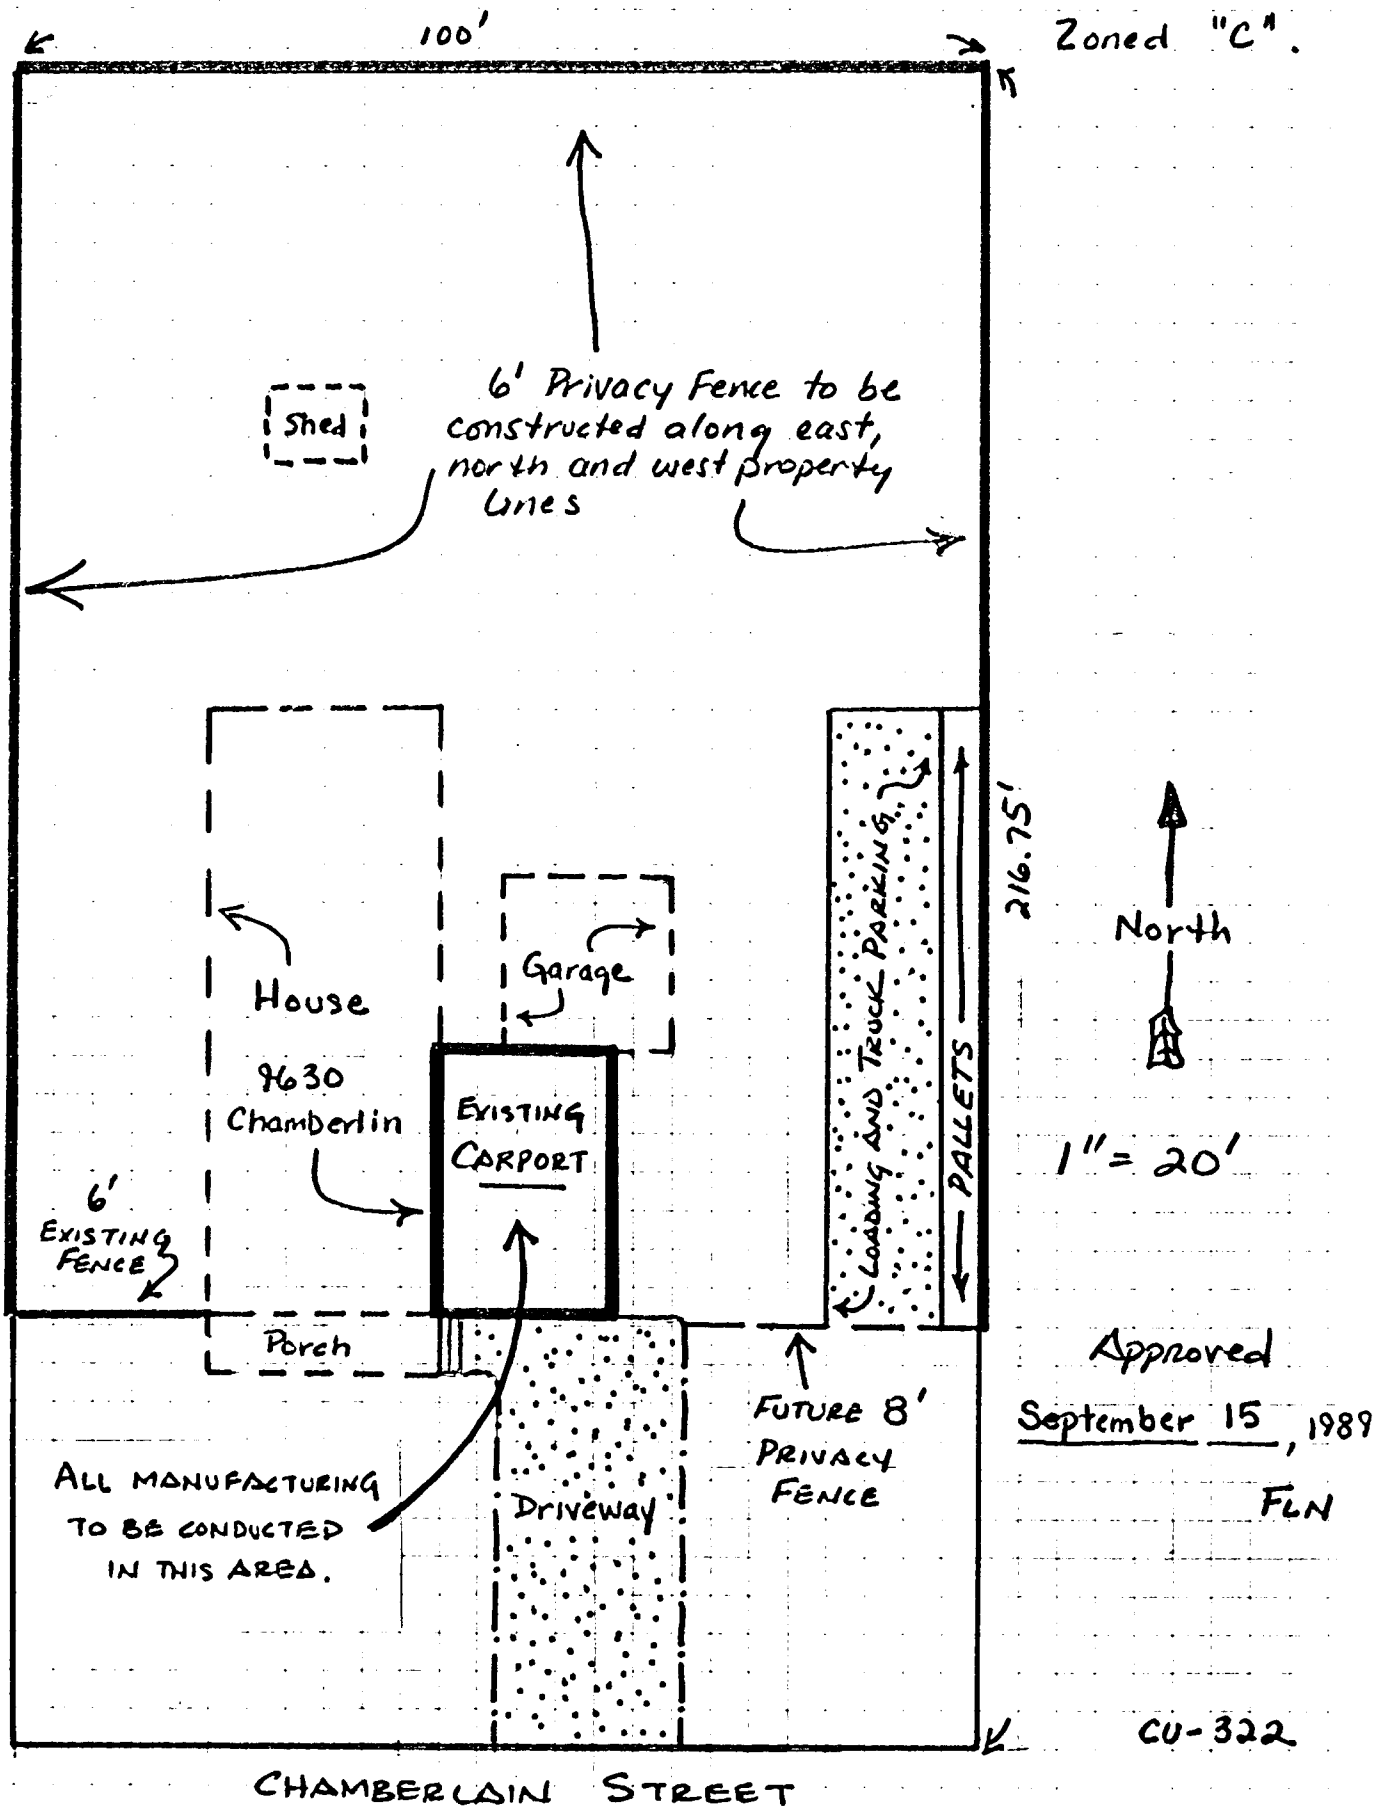 100'
Zoned "C".
6' Privacy Fence to be
constructed along east,
north and west property
lines
Shed
216.75'
North
House
Garage
9630
Chamberlin
EXISTING
CARPORT
LOADING AND TRUCK PARKING
PALLETS
1" = 20'
6'
EXISTING
FENCE
Porch
Approved
September 15, 1989
FLN
FUTURE 8'
PRIVACY
FENCE
ALL MANUFACTURING
TO BE CONDUCTED
IN THIS AREA.
Driveway
CU-322
CHAMBERLAIN STREET